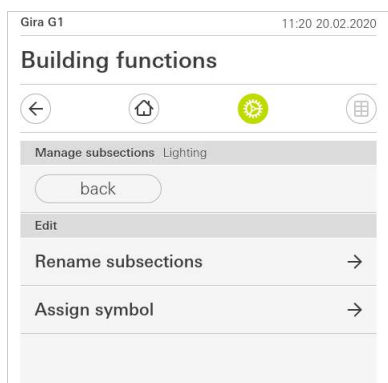 Gira G1 11:20 20.02.2020
Building functions
Manage subsections Lighting
back
Edit
Rename subsections
Assign symbol